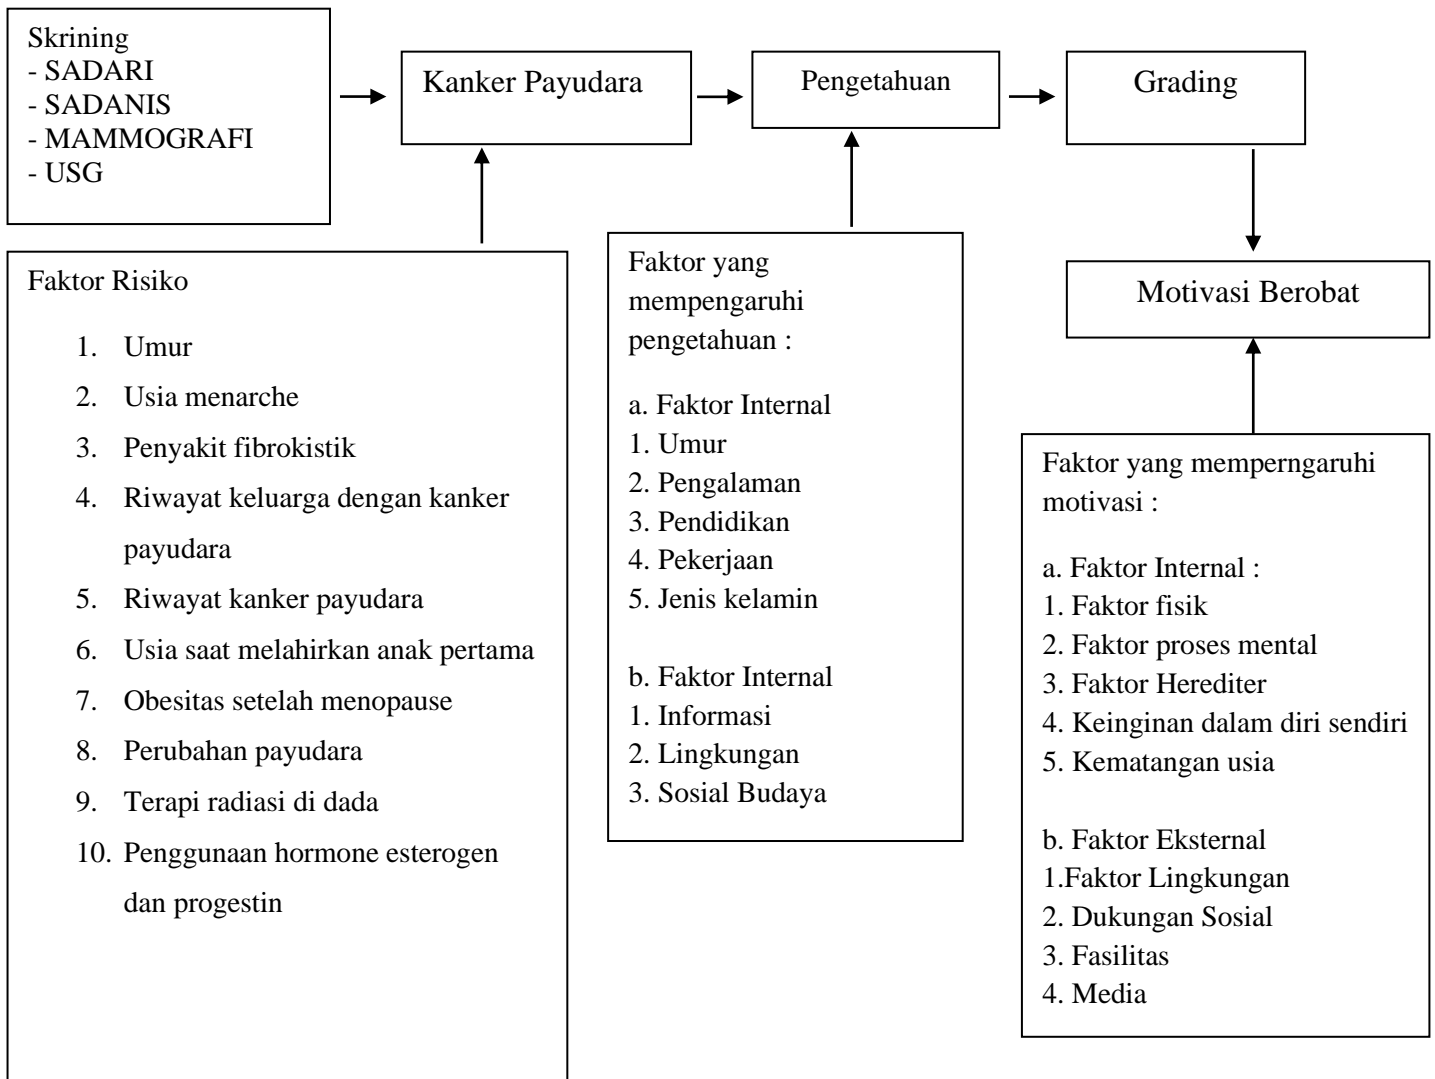 Skrining
- SADARI
- SADANIS
- MAMMOGRAFI
- USG
Kanker Payudara
Pengetahuan
Grading
Motivasi Berobat
Faktor Risiko
1. Umur
2. Usia menarche
3. Penyakit fibrokistik
4. Riwayat keluarga dengan kanker
payudara
5. Riwayat kanker payudara
6. Usia saat melahirkan anak pertama
7. Obesitas setelah menopause
8. Perubahan payudara
9. Terapi radiasi di dada
10. Penggunaan hormone esterogen
dan progestin
Faktor yang
mempengaruhi
pengetahuan :
a. Faktor Internal
1. Umur
2. Pengalaman
3. Pendidikan
4. Pekerjaan
5. Jenis kelamin
b. Faktor Internal
1. Informasi
2. Lingkungan
3. Sosial Budaya
Faktor yang memperngaruhi
motivasi :
a. Faktor Internal :
1. Faktor fisik
2. Faktor proses mental
3. Faktor Herediter
4. Keinginan dalam diri sendiri
5. Kematangan usia
b. Faktor Eksternal
1.Faktor Lingkungan
2. Dukungan Sosial
3. Fasilitas
4. Media